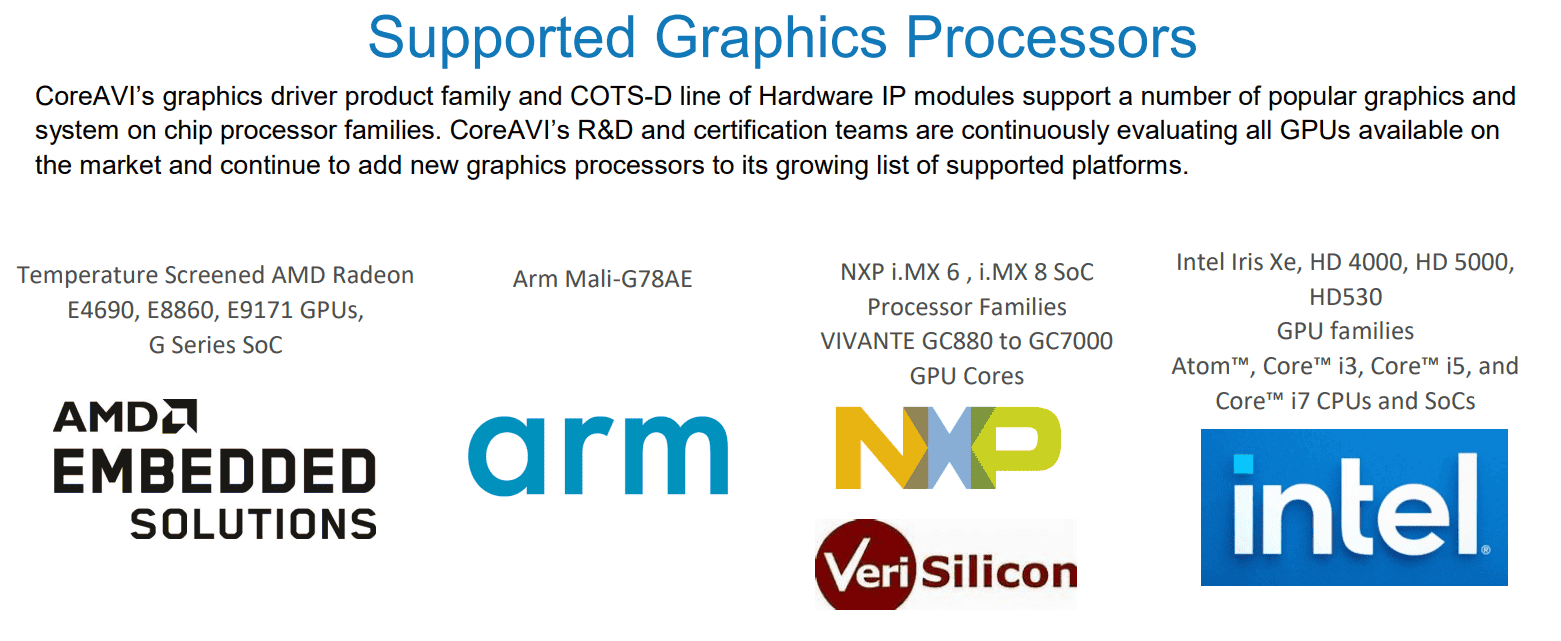 Supported Graphics Processors
CoreAVI’s graphics driver product family and COTS-D line of Hardware IP modules support a number of popular graphics and
system on chip processor families. CoreAVI’s R&D and certification teams are continuously evaluating all GPUs available on
the market and continue to add new graphics processors to its growing list of supported platforms.
Temperature Screened AMD Radeon
E4690, E8860, E9171 GPUs,
G Series SoC
AMD
EMBEDDED
SOLUTIONS
Arm Mali-G78AE
arm
NXP i.MX 6 , i.MX 8 SoC
Processor Families
VIVANTE GC880 to GC7000
GPU Cores
NXP
VeriSilicon
Intel Iris Xe, HD 4000, HD 5000,
HD530
GPU families
Atom™, Core™ i3, Core™ i5, and
Core™ i7 CPUs and SoCs
intel®